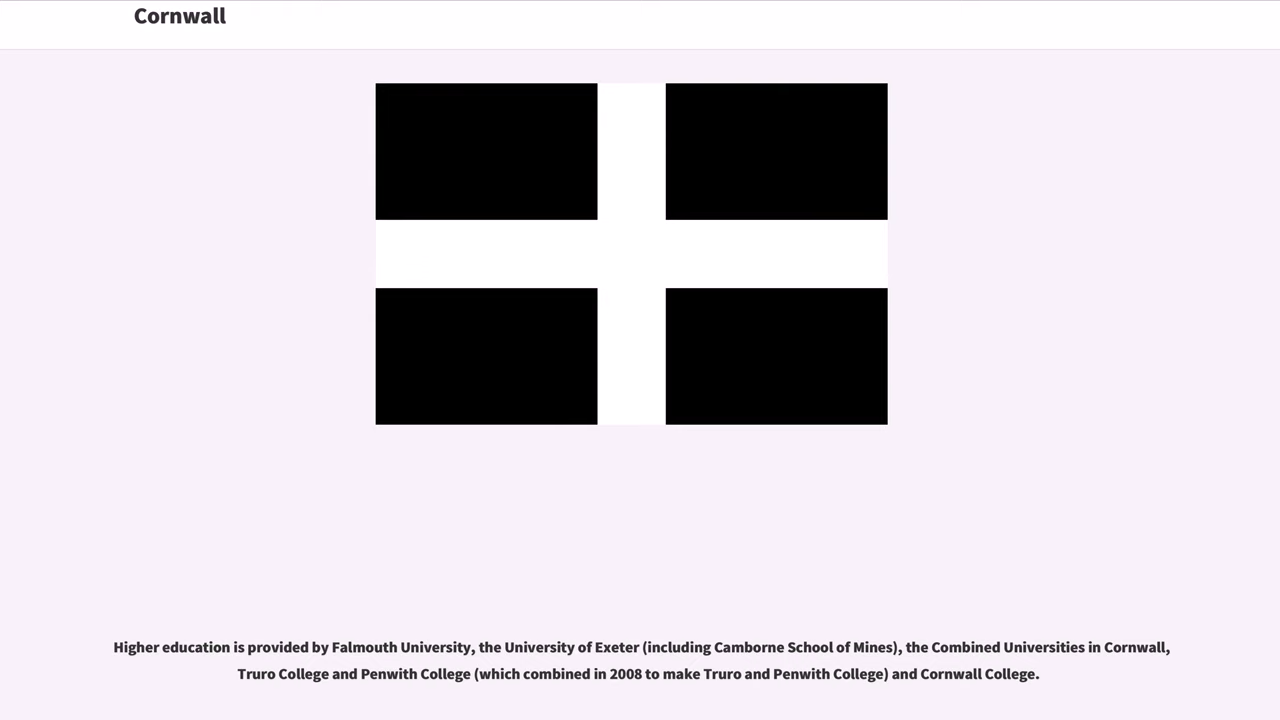 Cornwall
Higher education is provided by Falmouth University, the University of Exeter (including Camborne School of Mines), the Combined Universities in Cornwall,
Truro College and Penwith College (which combined in 2008 to make Truro and Penwith College) and Cornwall College.